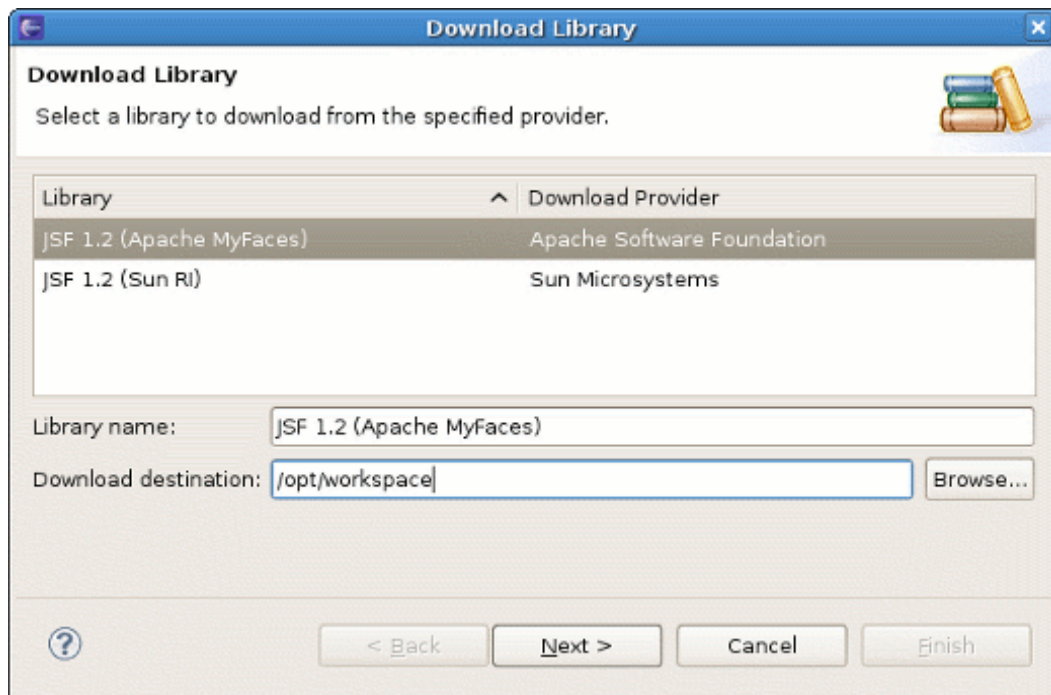 Download Library
Download Library
Select a library to download from the specified provider.
Library Download Provider
JSF 1.2 (Apache MyFaces) Apache Software Foundation
JSF 1.2 (Sun RI) Sun Microsystems
Library name: JSF 1.2 (Apache MyFaces)
Download destination: /opt/workspace Browse...
? < Back Next > Cancel Finish